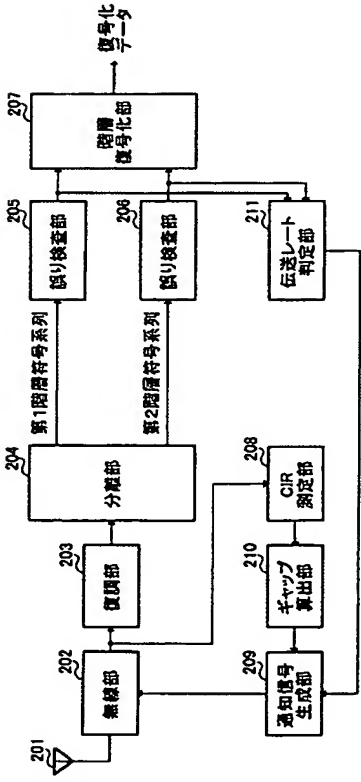 201
202
無線部
203
復調部
204
分離部
第1階層符号系列
第2階層符号系列
205
誤り検査部
206
誤り検査部
207
階層
復号化部
復号化
データ
208
CIR
測定部
210
ギャップ
算出部
209
通知信号
生成部
211
伝送レート
判定部